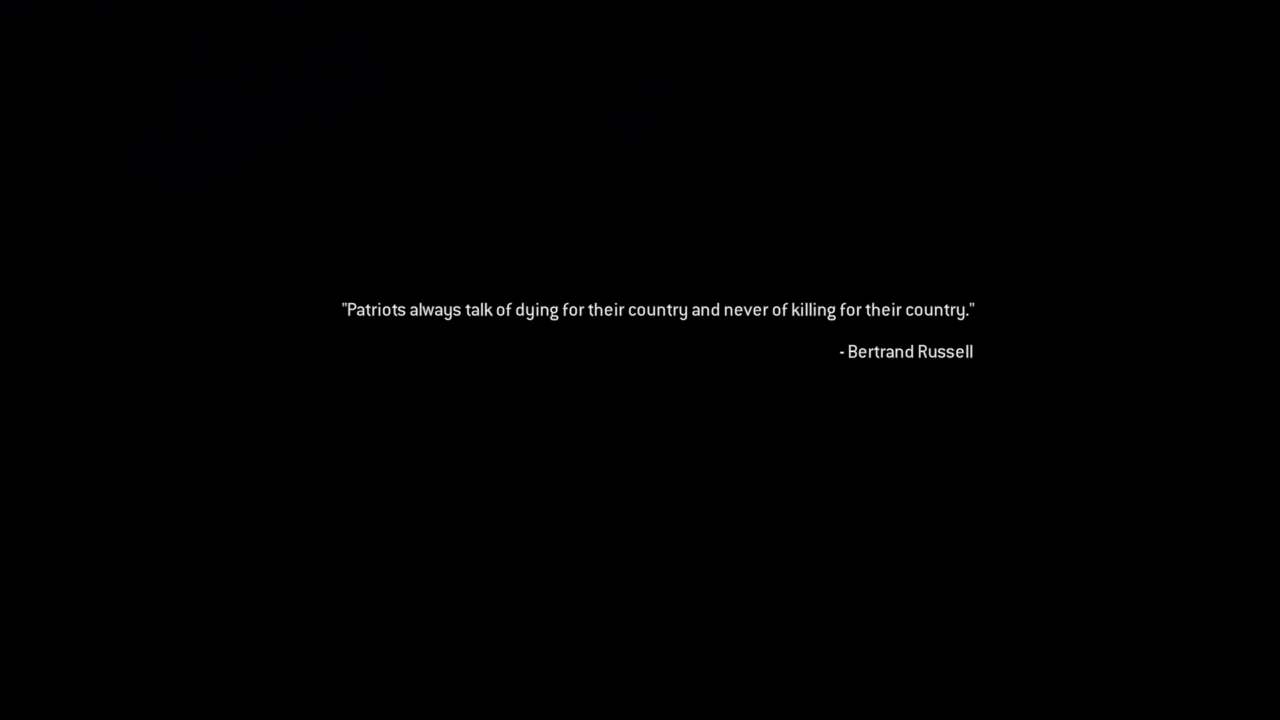 "Patriots always talk of dying for their country and never of killing for their country."
- Bertrand Russell